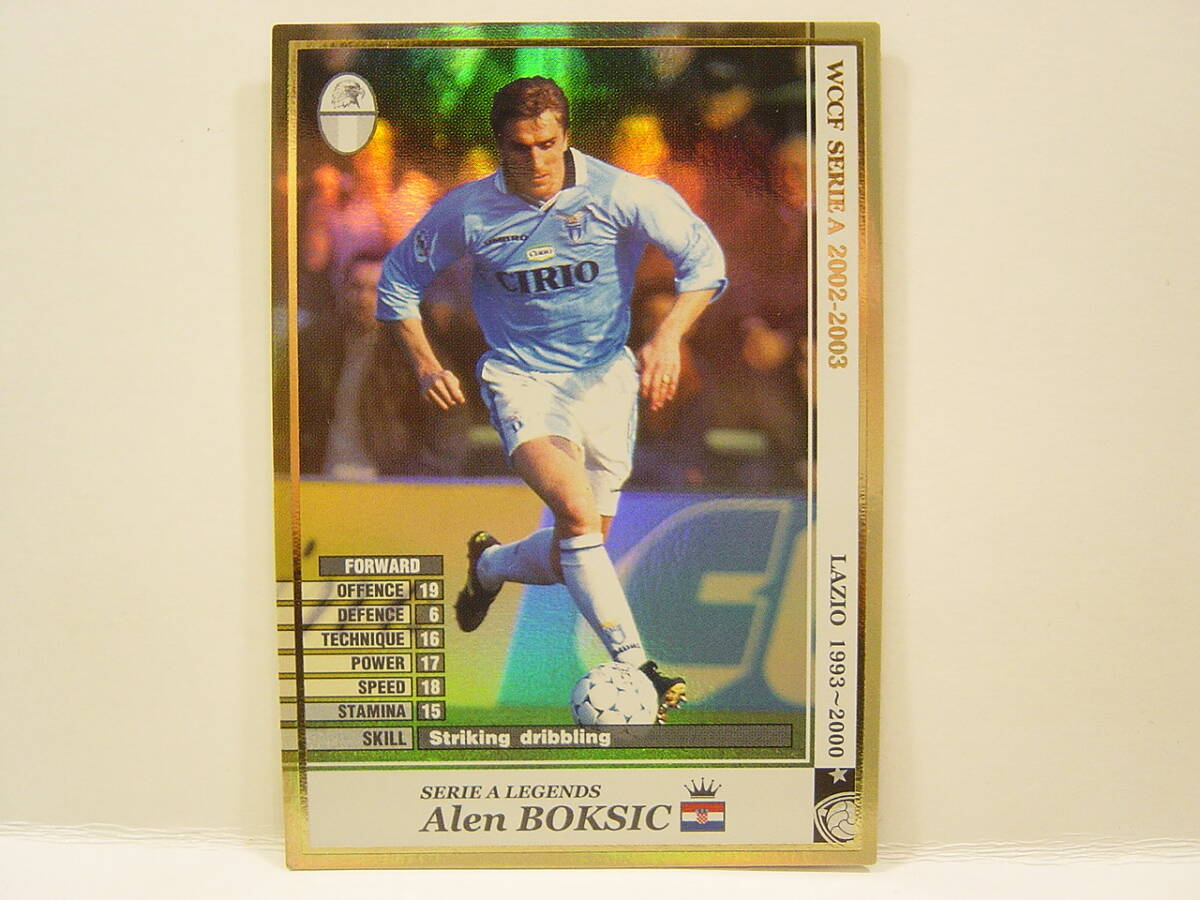 WCCF SERIE A 2002-2003
LAZIO 1993~2000
UMBRO
CIRIO
CIRIO
FORWARD
OFFENCE 19
DEFENCE 6
TECHNIQUE 16
POWER 17
SPEED 18
STAMINA 15
SKILL Striking dribbling
SERIE A LEGENDS
Alen BOKSIC